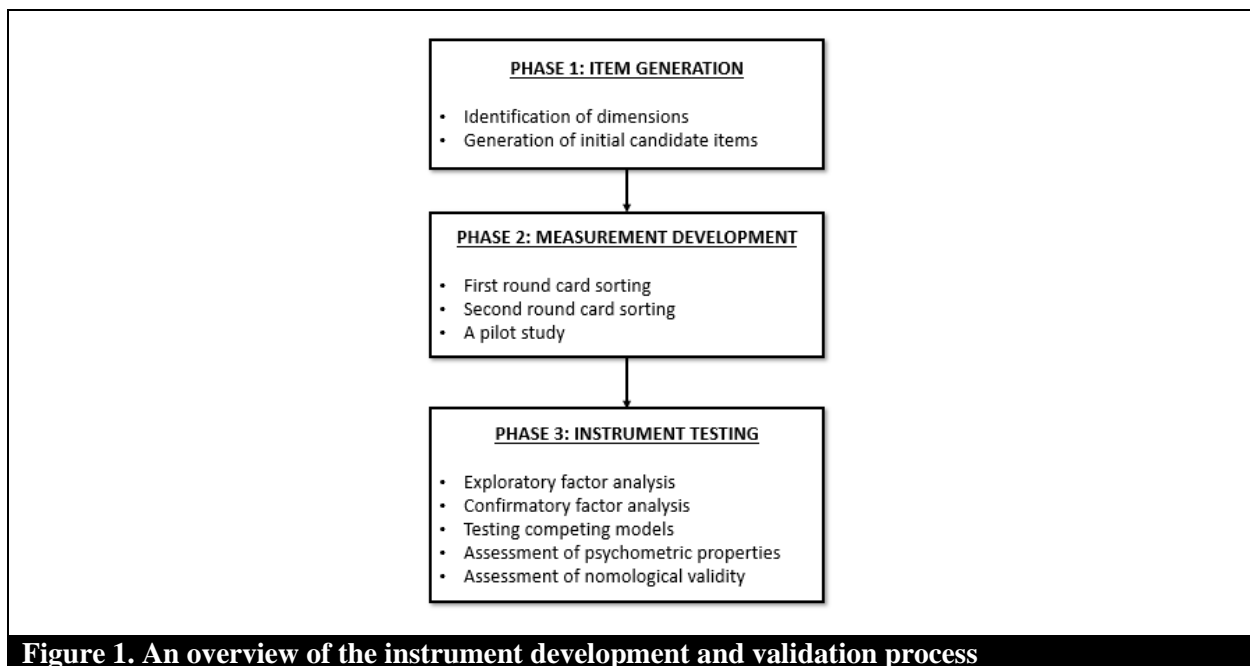 PHASE 1: ITEM GENERATION
• Identification of dimensions
• Generation of initial candidate items
PHASE 2: MEASUREMENT DEVELOPMENT
• First round card sorting
• Second round card sorting
• A pilot study
PHASE 3: INSTRUMENT TESTING
• Exploratory factor analysis
• Confirmatory factor analysis
• Testing competing models
• Assessment of psychometric properties
• Assessment of nomological validity
Figure 1. An overview of the instrument development and validation process